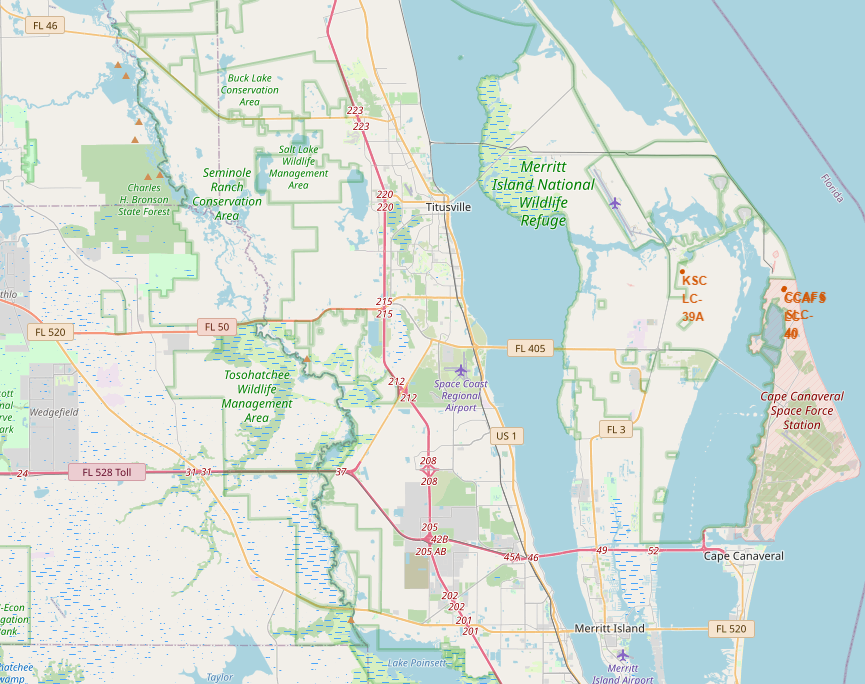 FL 46
Buck Lake
Conservation
Area
223
223
Salt Lake
Wildlife
Management
Area
Seminole
Ranch
Conservation
Area
Charles
H. Bronson
State Forest
220
220
Titusville
Merritt
Island National
Wildlife
Refuge
Florida
KSC
LC-
39A
CCAFS
SLC-
40
215
215
FL 50
FL 520
FL 405
Tosohatchee
Wildlife
Management
Area
212
212
Space Coast
Regional
Airport
Cape Canaveral
Space Force
Station
Wedgefield
US 1
FL 3
24
FL 528 Toll
31
31
37
208
208
205
42B
205 AB
45A
46
49
52
Cape Canaveral
202
202
201
201
Merritt Island
FL 520
Lake Poinsett
Merritt
Island Airport
Taylor
-Econ
gation
ank